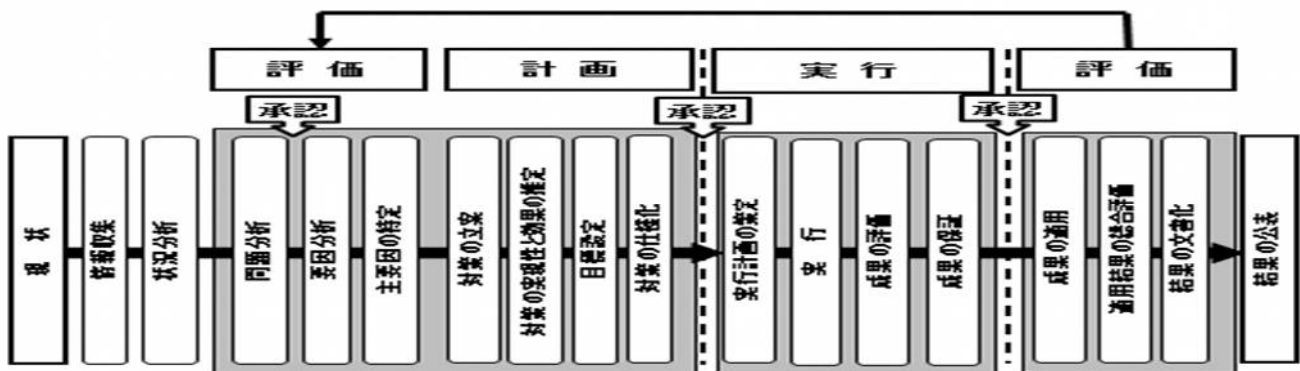 評価
計画
実行
評価
承認
承認
承認
現状
情報収集
状況分析
問題分析
要因分析
主要因の特定
対策の立案
対策の実現性と効果の推定
目標設定
対策の仕様化
実行計画の策定
実行
成果の評価
成果の保証
成果の適用
適用結果の総合評価
結果の文書化
結果の公表